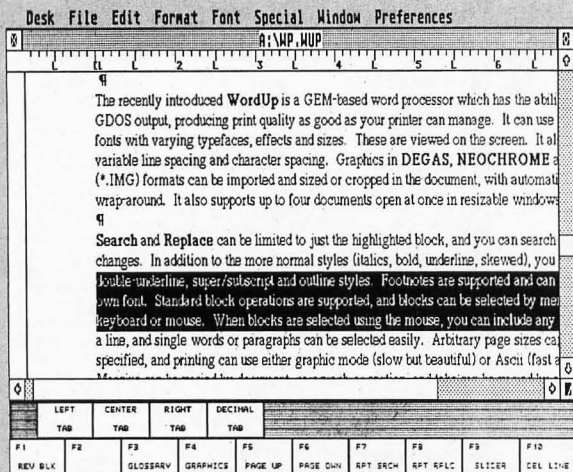 Desk File Edit Format Font Special Window Preferences
A:\WP.WUP
L 1 L 2 L 3 L 4 L 5 L 6 L
¶
The recently introduced WordUp is a GEM-based word processor which has the abili
GDOS output, producing print quality as good as your printer can manage. It can use
fonts with varying typefaces, effects and sizes. These are viewed on the screen. It al
variable line spacing and character spacing. Graphics in DEGAS, NEOCHROME a
(*.IMG) formats can be imported and sized or cropped in the document, with automati
wrap-around. It also supports up to four documents open at once in resizable windows
¶
Search and Replace can be limited to just the highlighted block, and you can search
changes. In addition to the more normal styles (italics, bold, underline, skewed), you
double-underline, super/subscript and outline styles. Footnotes are supported and can
own font. Standard block operations are supported, and blocks can be selected by
keyboard or mouse. When blocks are selected using the mouse, you can include any
a line, and single words or paragraphs can be selected easily. Arbitrary page sizes
specified, and printing can use either graphic mode (slow but beautiful) or Ascii (fast
LEFT TAB CENTER TAB RIGHT TAB DECIMAL TAB
F1 F2 F3 F4 F5 F6 F7 F8 F9 F10
REV BLK GLOSSARY GRAPHICS PAGE UP PAGE DWN RPT SRCH RPT RPLC SLICER DEL LINE